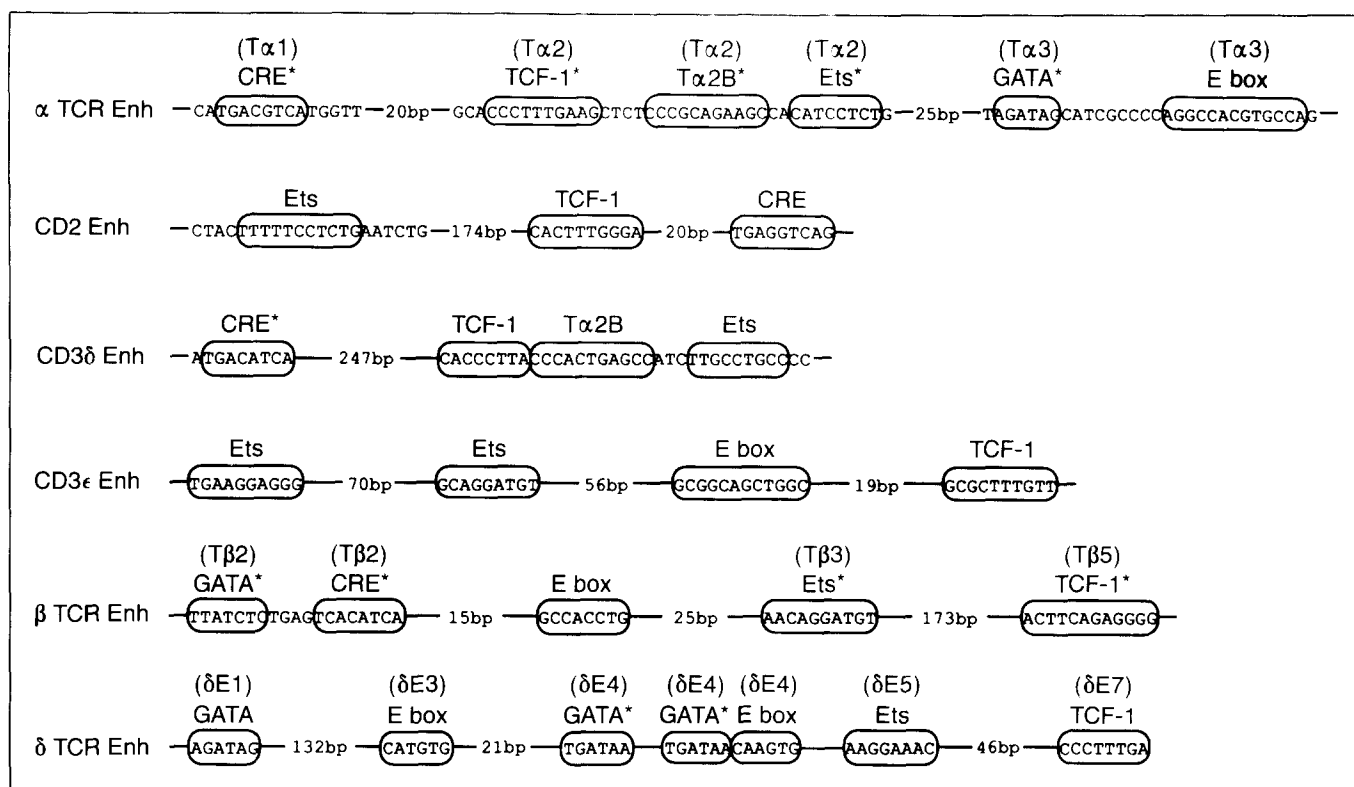 (Tα1) (Tα2) (Tα2) (Tα2) (Tα3) (Tα3)
CRE* TCF-1* Tα2B* Ets* GATA* E box
α TCR Enh CATGACGTCATGGTT 20bp GCACCCTTTGAAGCTCTCCCGCAGAAGCCACATCCTCTG 25bp TAGATAGCATCGCCCCAGGCCACGTGCCAG
Ets TCF-1 CRE
CD2 Enh CTACTTTTTCCTCTGAATCTG 174bp CACTTTGGGA 20bp TGAGGTCAG
CRE* TCF-1 Tα2B Ets
CD3δ Enh ATGACATCA 247bp CACCCTTACCCACTGAGCCATCTTGCCTGCCCC
Ets Ets E box TCF-1
CD3ϵ Enh TGAAGGAGGG 70bp GCAGGATGT 56bp GCGGCAGCTGGC 19bp GCGCTTTGTT
(Tβ2) (Tβ2) (Tβ3) (Tβ5)
GATA* CRE* E box Ets* TCF-1*
β TCR Enh TTATCTCTGAGTCACATCA 15bp GCCACCTG 25bp AACAGGATGT 173bp ACTTCAGAGGGG
(δE1) (δE3) (δE4) (δE4) (δE4) (δE5) (δE7)
GATA E box GATA* GATA* E box Ets TCF-1
δ TCR Enh AGATAG 132bp CATGTG 21bp TGATAA TGATAACAAGTG AAGGAAAC 46bp CCCTTTGA